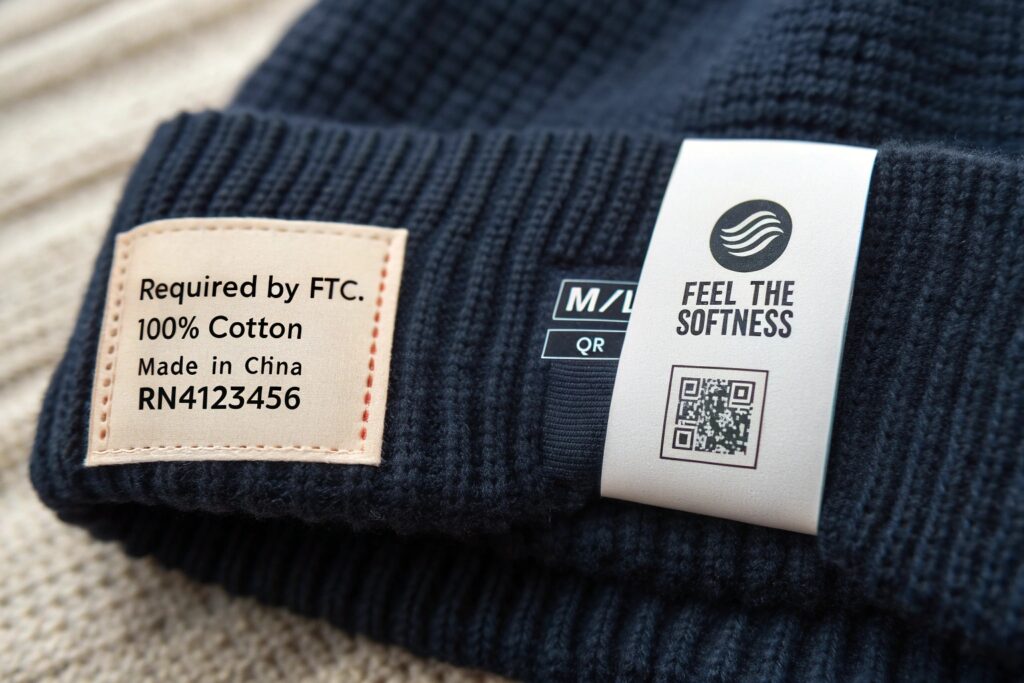 Required by FTC.
100% Cotton
Made in China
RN4123456
M/L
QR
FEEL THE
SOFTNESS